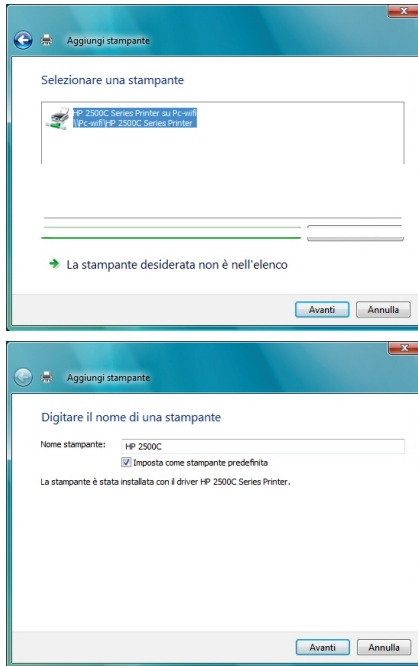 Aggiungi stampante
Selezionare una stampante
HP 2500C Series Printer su Pc-wifi
\\Pc-wifi\HP 2500C Series Printer
La stampante desiderata non è nell'elenco
Avanti Annulla
Aggiungi stampante
Digitare il nome di una stampante
Nome stampante: HP 2500C
Imposta come stampante predefinita
La stampante è stata installata con il driver HP 2500C Series Printer.
Avanti Annulla